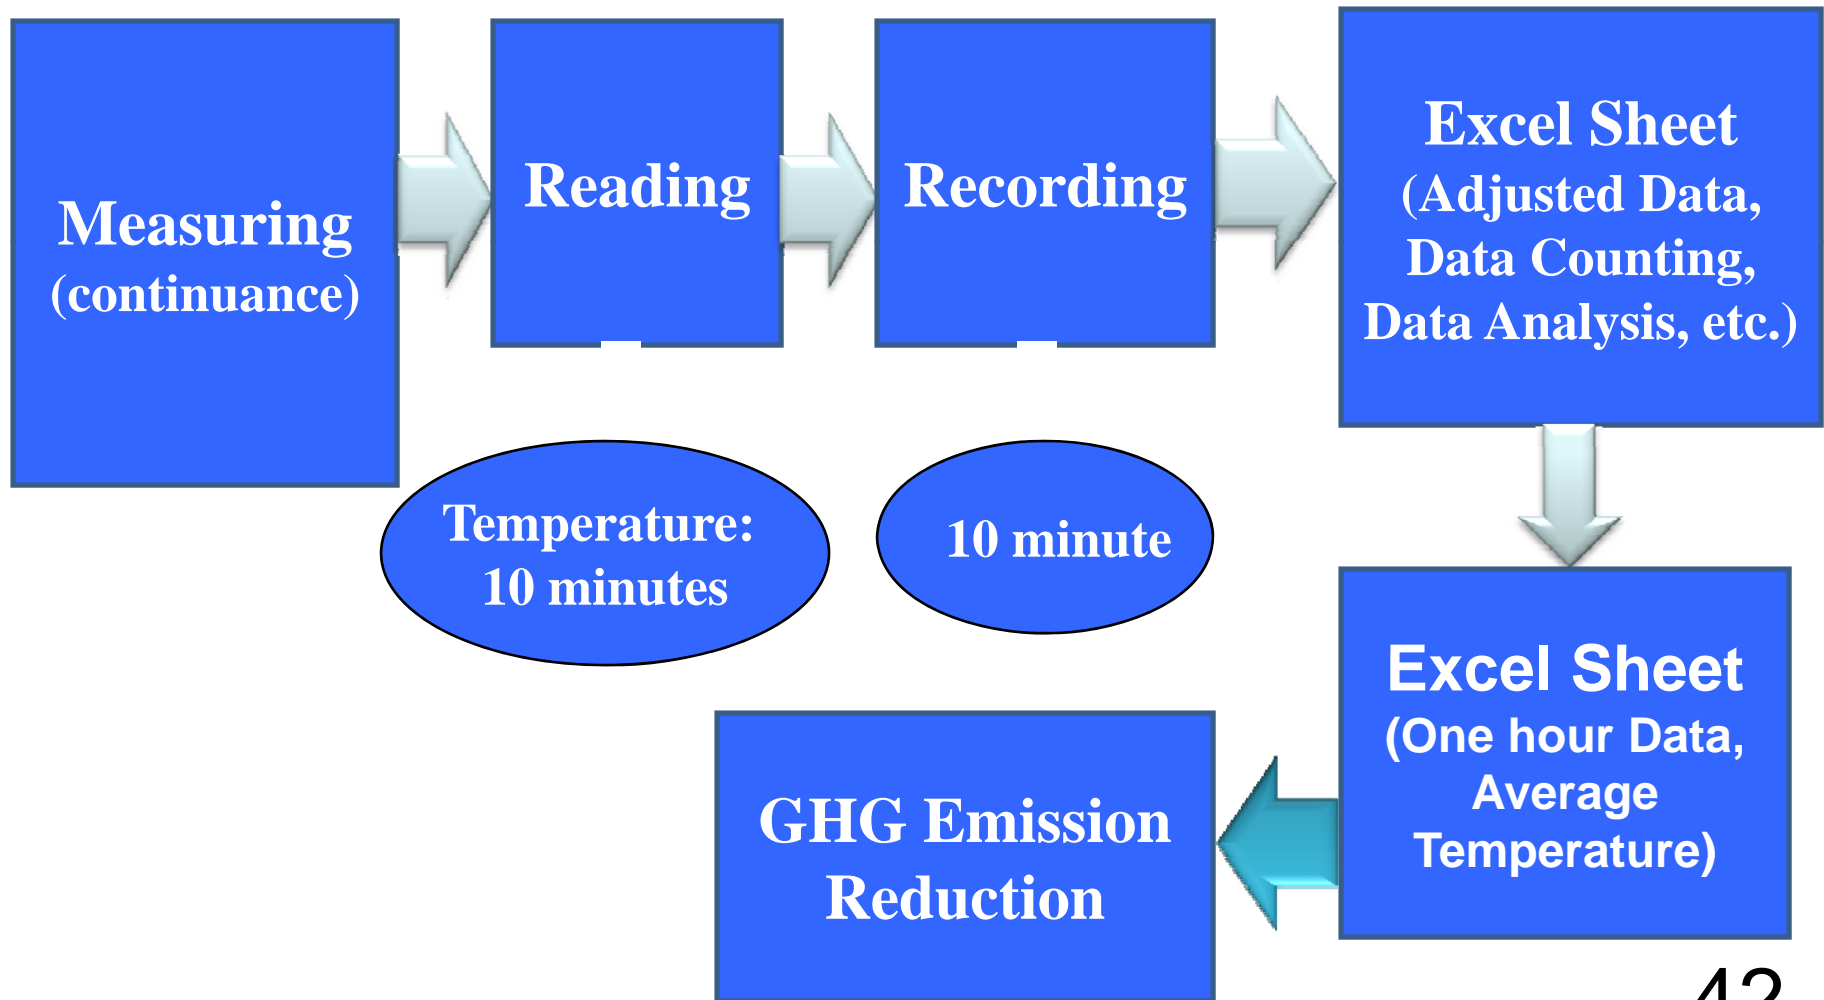 Measuring
(continuance)
Reading
Recording
Excel Sheet
(Adjusted Data,
Data Counting,
Data Analysis, etc.)
Temperature:
10 minutes
10 minute
Excel Sheet
(One hour Data,
Average
Temperature)
GHG Emission
Reduction
42